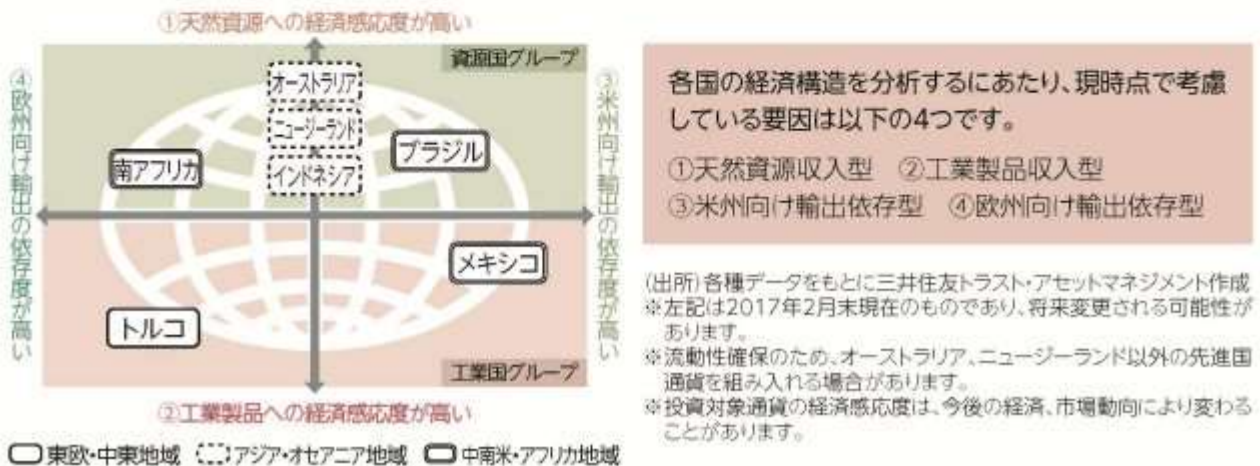 ①天然資源への経済感応度が高い
資源国グループ
オーストラリア
ニュージーランド
インドネシア
ブラジル
南アフリカ
④欧州向け輸出の依存度が高い
③米州向け輸出の依存度が高い
メキシコ
トルコ
工業国グループ
②工業製品への経済感応度が高い
東欧・中東地域 アジア・オセアニア地域 中南米・アフリカ地域
各国の経済構造を分析するにあたり、現時点で考慮
している要因は以下の4つです。
①天然資源収入型 ②工業製品収入型
③米州向け輸出依存型 ④欧州向け輸出依存型
(出所)各種データをもとに三井住友トラスト・アセットマネジメント作成
※左記は2017年2月末現在のものであり、将来変更される可能性が
あります。
※流動性確保のため、オーストラリア、ニュージーランド以外の先進国
通貨を組み入れる場合があります。
※投資対象通貨の経済感応度は、今後の経済、市場動向により変わる
ことがあります。